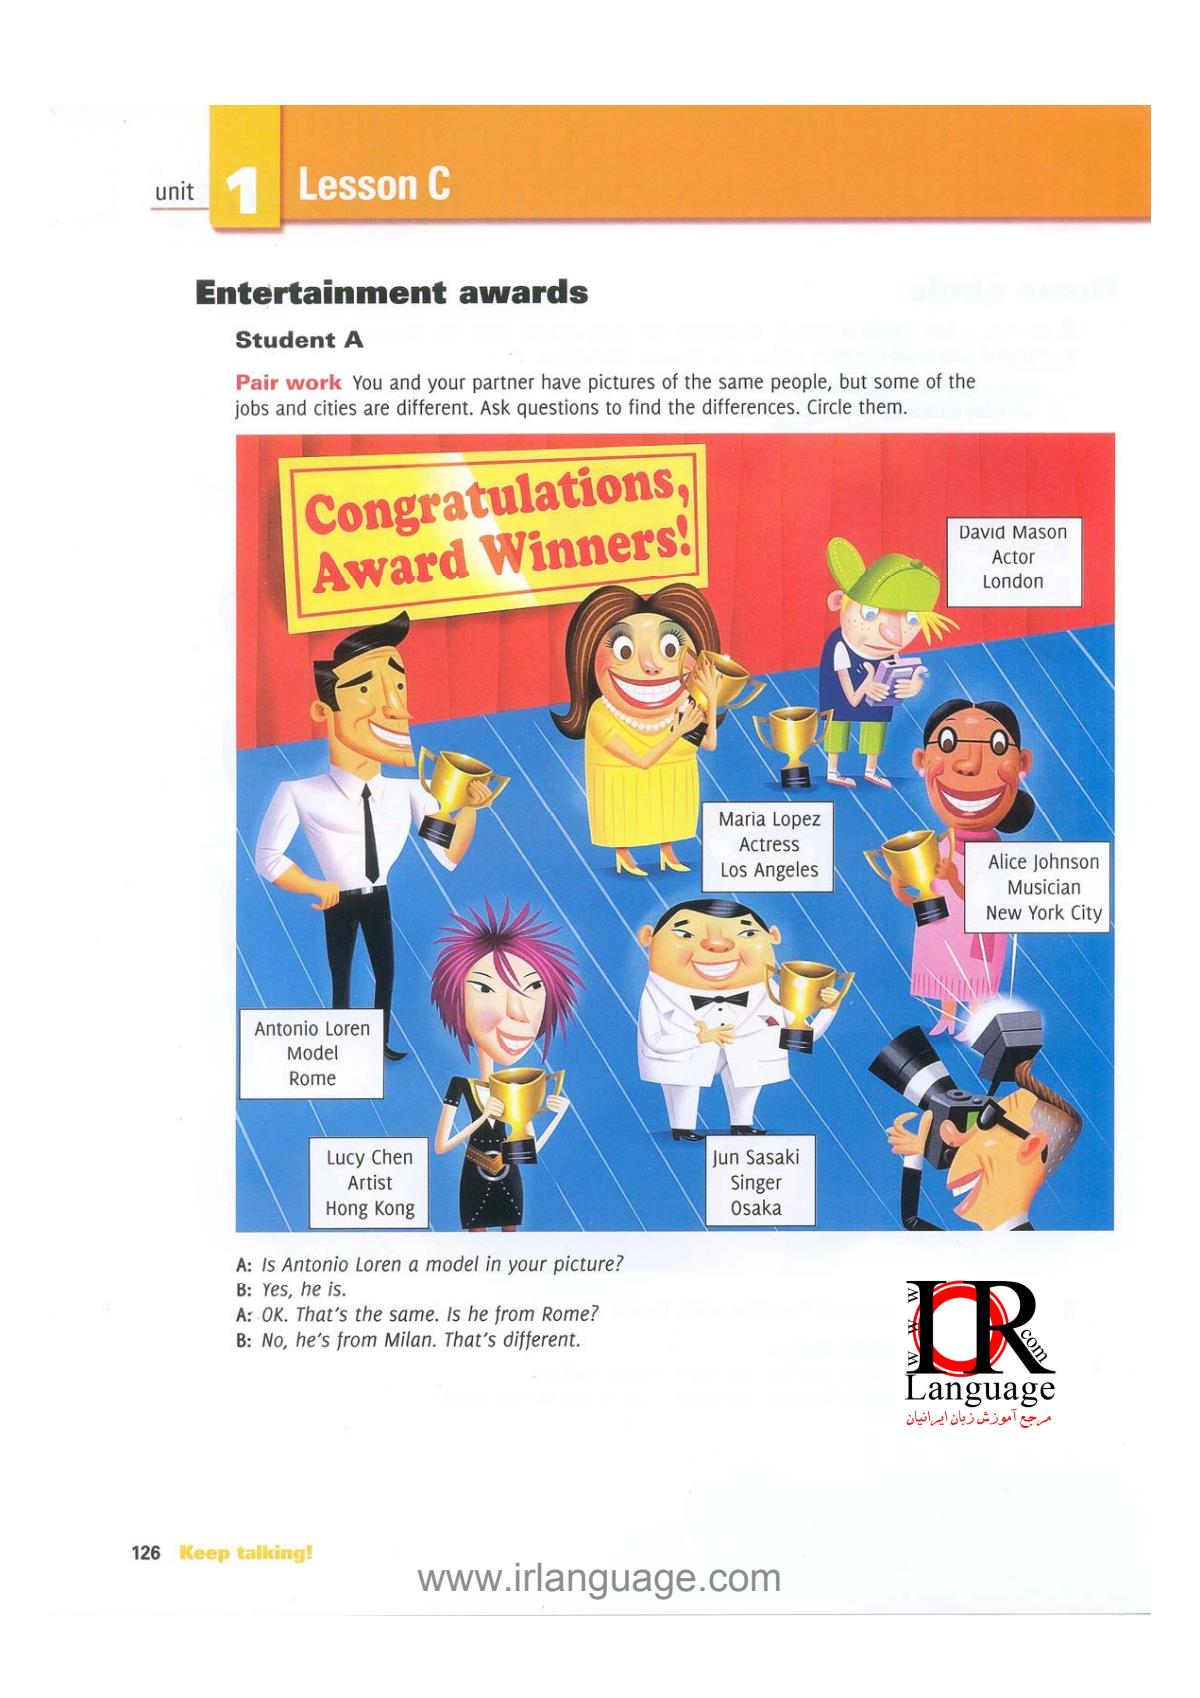 unit 1 Lesson C
Entertainment awards
Student A
Pair work You and your partner have pictures of the same people, but some of the
jobs and cities are different. Ask questions to find the differences. Circle them.
Congratulations,
Award Winners!
David Mason
Actor
London
Maria Lopez
Actress
Los Angeles
Alice Johnson
Musician
New York City
Antonio Loren
Model
Rome
Lucy Chen
Artist
Hong Kong
Jun Sasaki
Singer
Osaka
A: Is Antonio Loren a model in your picture?
B: Yes, he is.
A: OK. That's the same. Is he from Rome?
B: No, he's from Milan. That's different.
www.IR.com
Language
مرجع آموزش زبان ایرانیان
126 Keep talking!
www.irlanguage.com